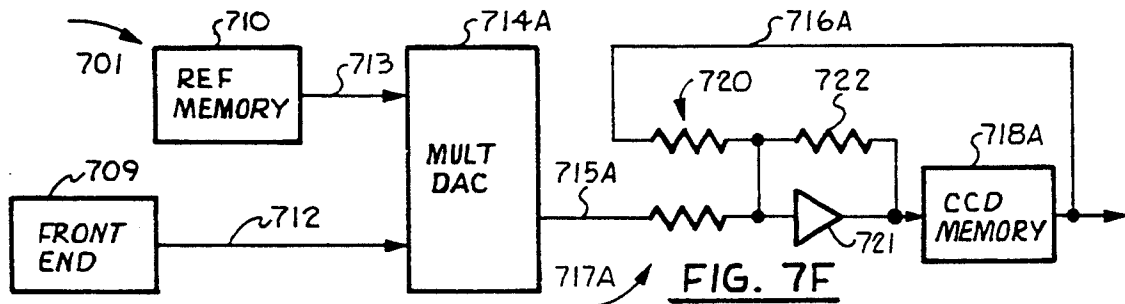 701
710
REF
MEMORY
713
709
FRONT
END
712
714A
MULT
DAC
715A
716A
720
722
721
717A
718A
CCD
MEMORY
FIG. 7F